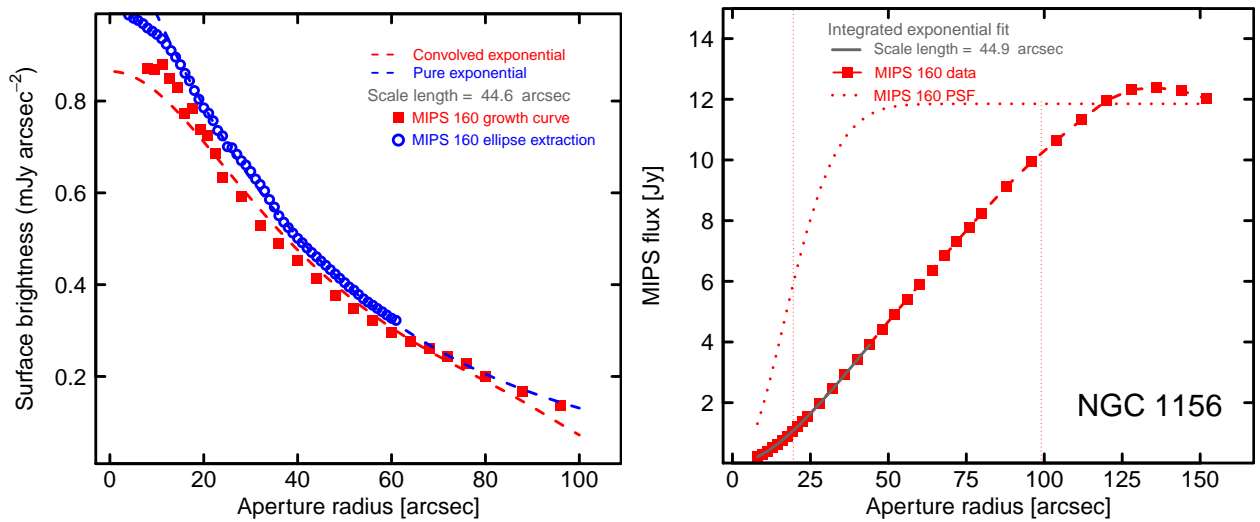 0.8
0.6
0.4
0.2
Surface brightness (mJy arcsec−2)
Convolved exponential
Pure exponential
Scale length = 44.6 arcsec
MIPS 160 growth curve
MIPS 160 ellipse extraction
0 20 40 60 80 100
Aperture radius [arcsec]
14
12
10
8
6
4
2
MIPS flux [Jy]
Integrated exponential fit
Scale length = 44.9 arcsec
MIPS 160 data
MIPS 160 PSF
NGC 1156
0 25 50 75 100 125 150
Aperture radius [arcsec]